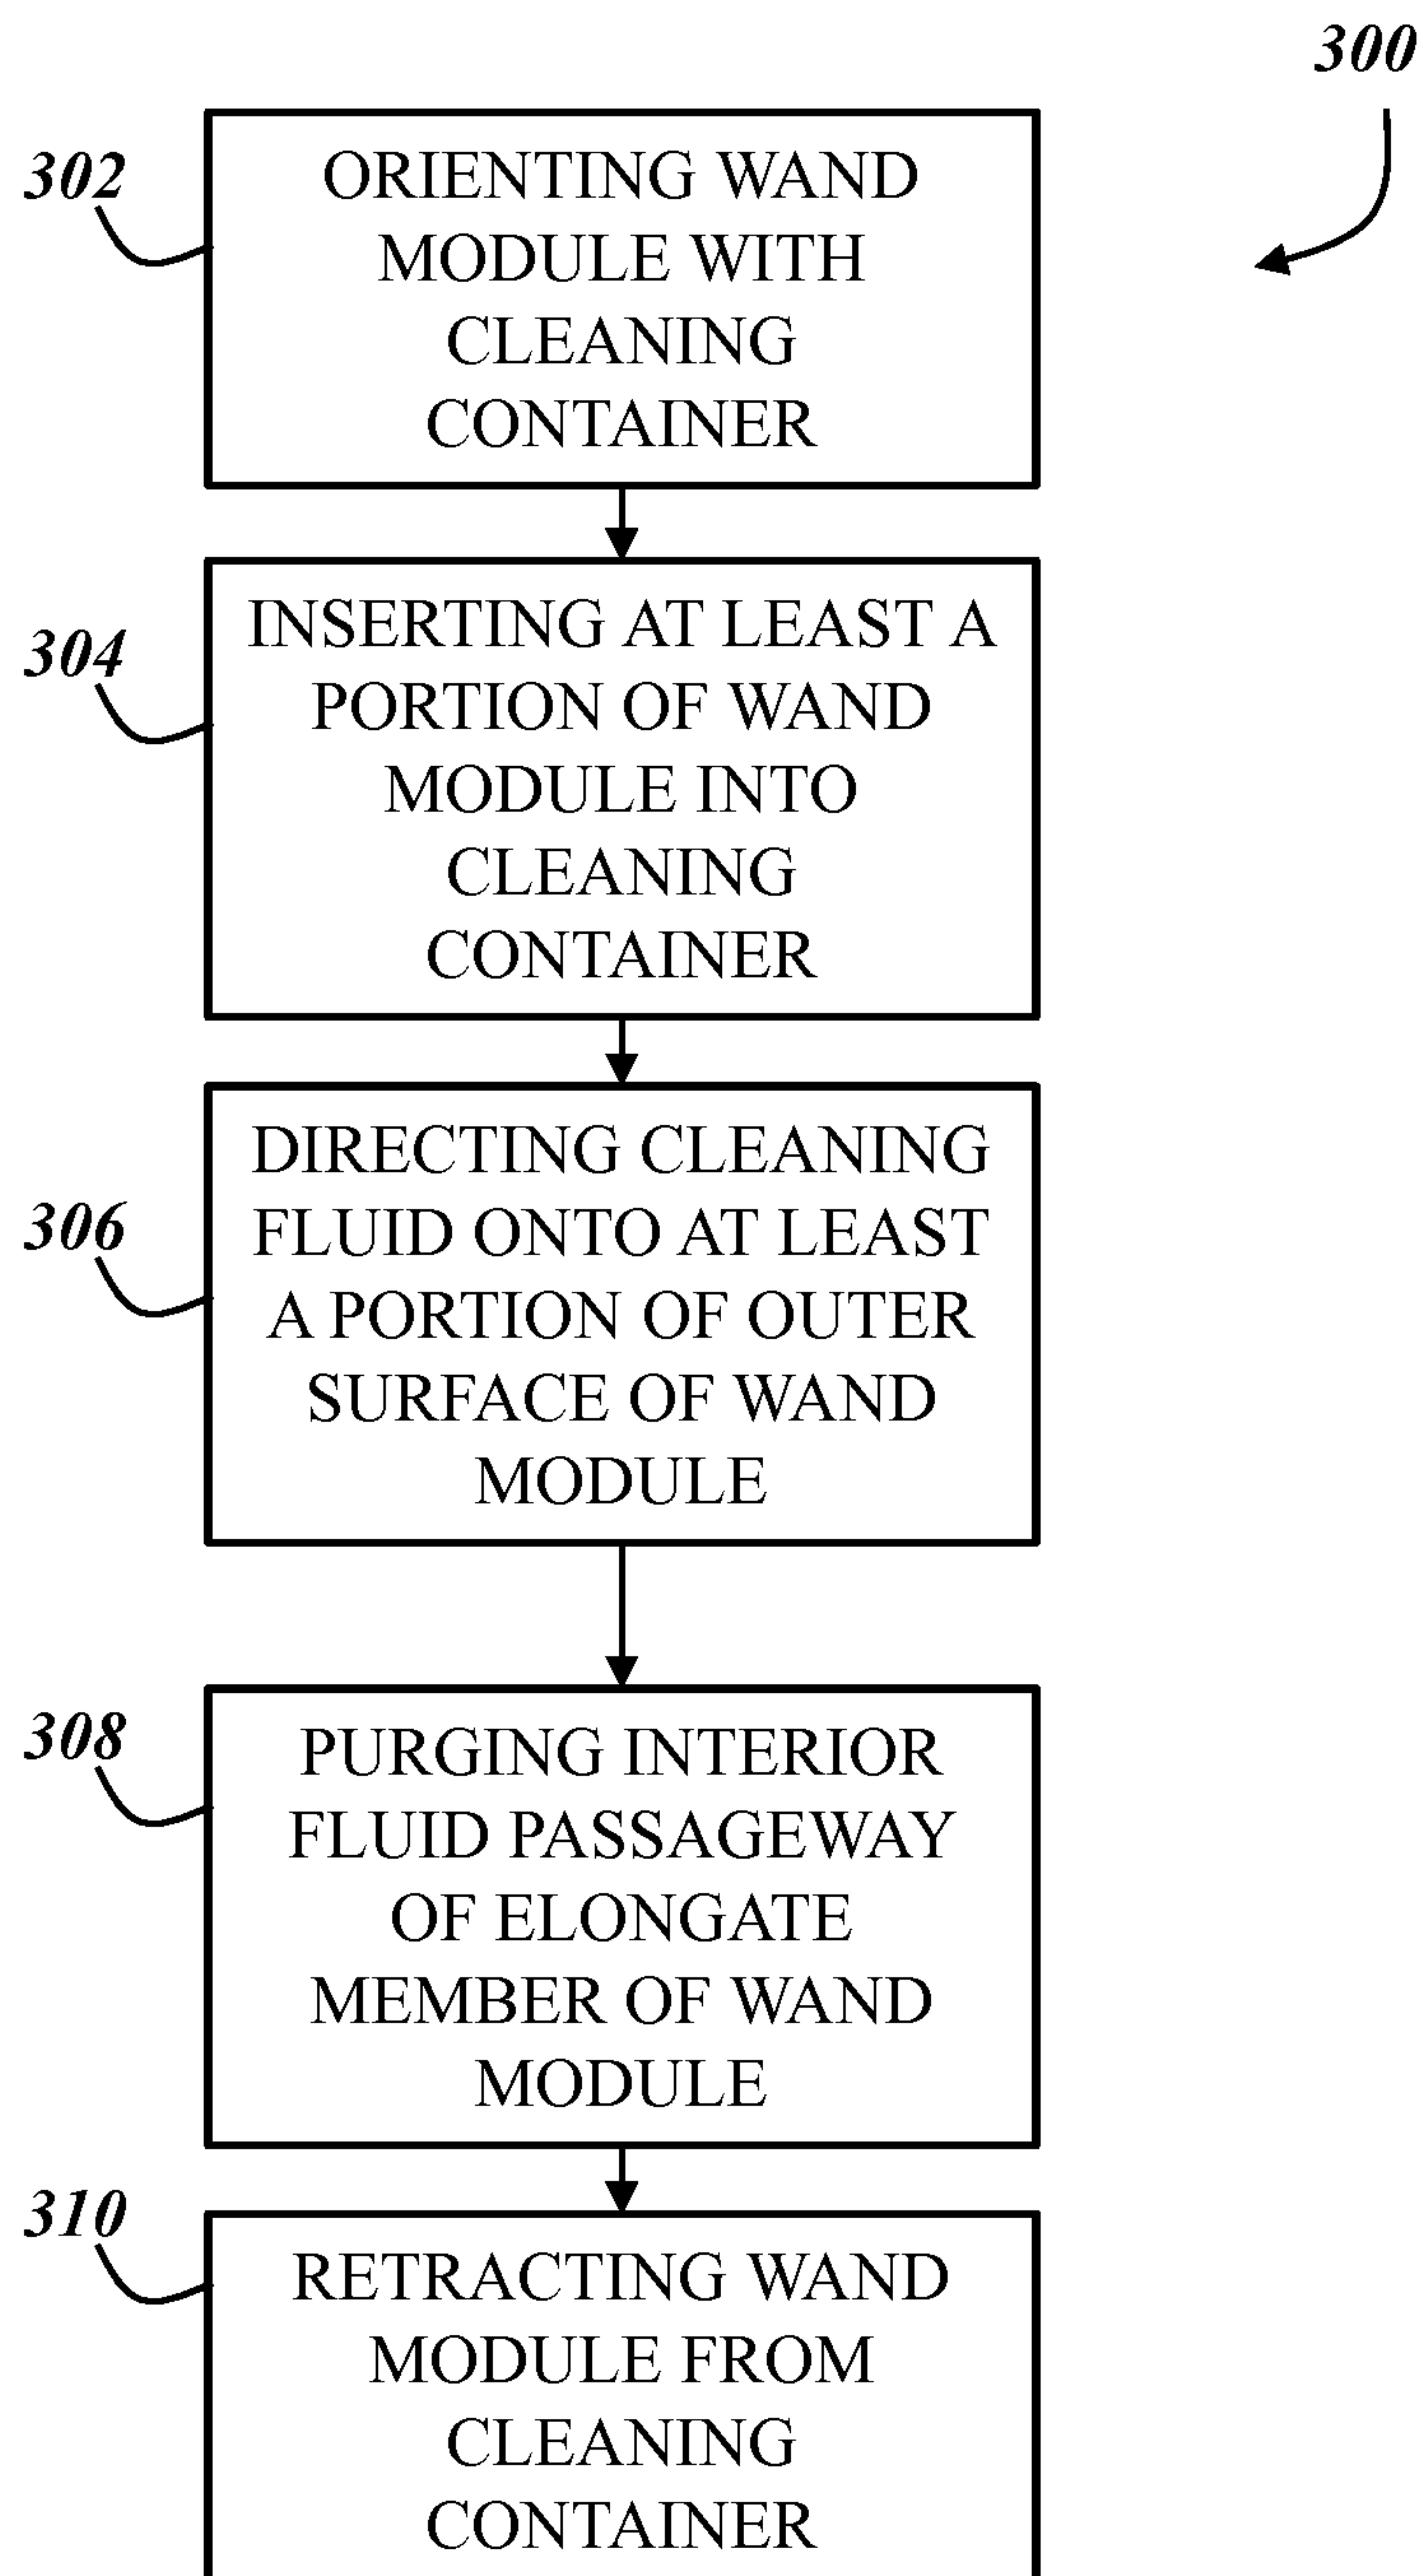 300
302
ORIENTING WAND
MODULE WITH
CLEANING
CONTAINER
304
INSERTING AT LEAST A
PORTION OF WAND
MODULE INTO
CLEANING
CONTAINER
306
DIRECTING CLEANING
FLUID ONTO AT LEAST
A PORTION OF OUTER
SURFACE OF WAND
MODULE
308
PURGING INTERIOR
FLUID PASSAGEWAY
OF ELONGATE
MEMBER OF WAND
MODULE
310
RETRACTING WAND
MODULE FROM
CLEANING
CONTAINER